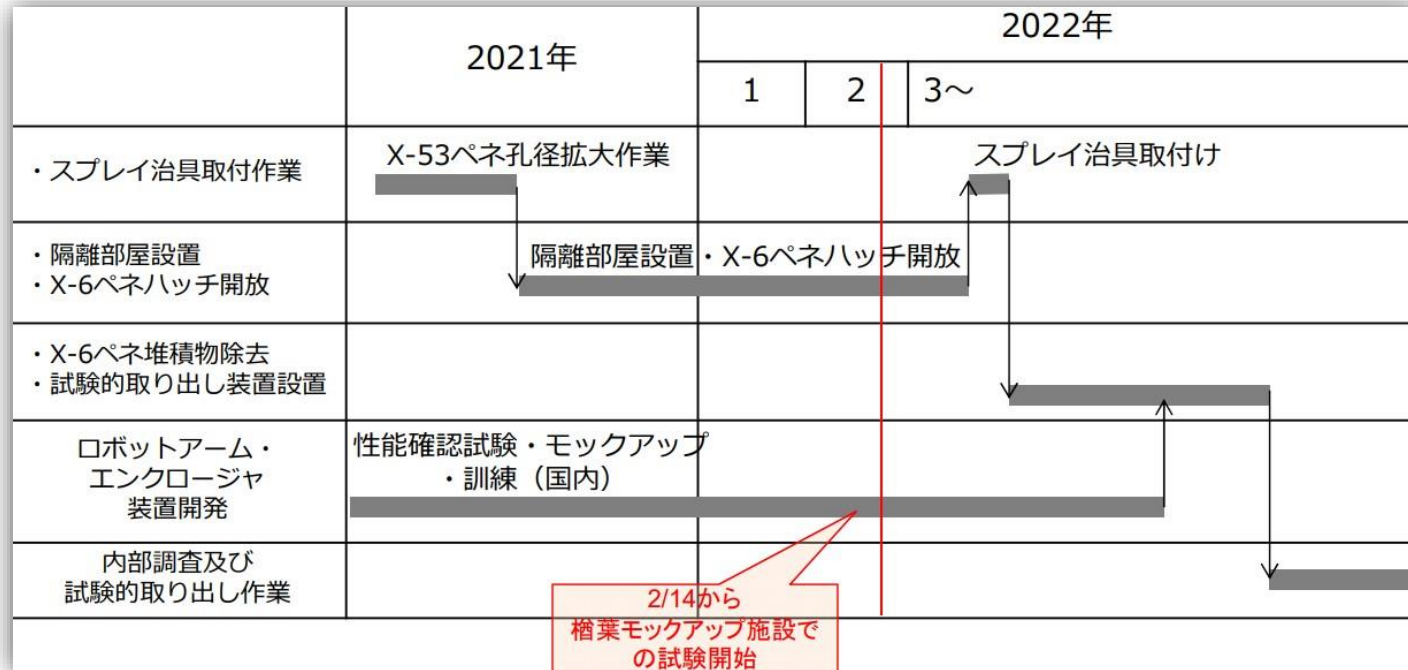 2021年
2022年
1
2
3～
・スプレイ治具取付作業
X-53ペネ孔径拡大作業
スプレイ治具取付け
・隔離部屋設置
・X-6ペネハッチ開放
隔離部屋設置・X-6ペネハッチ開放
・X-6ペネ堆積物除去
・試験的取り出し装置設置
ロボットアーム・
エンクロージャ
装置開発
性能確認試験・モックアップ
・訓練（国内）
内部調査及び
試験的取り出し作業
2/14から
楢葉モックアップ施設で
の試験開始